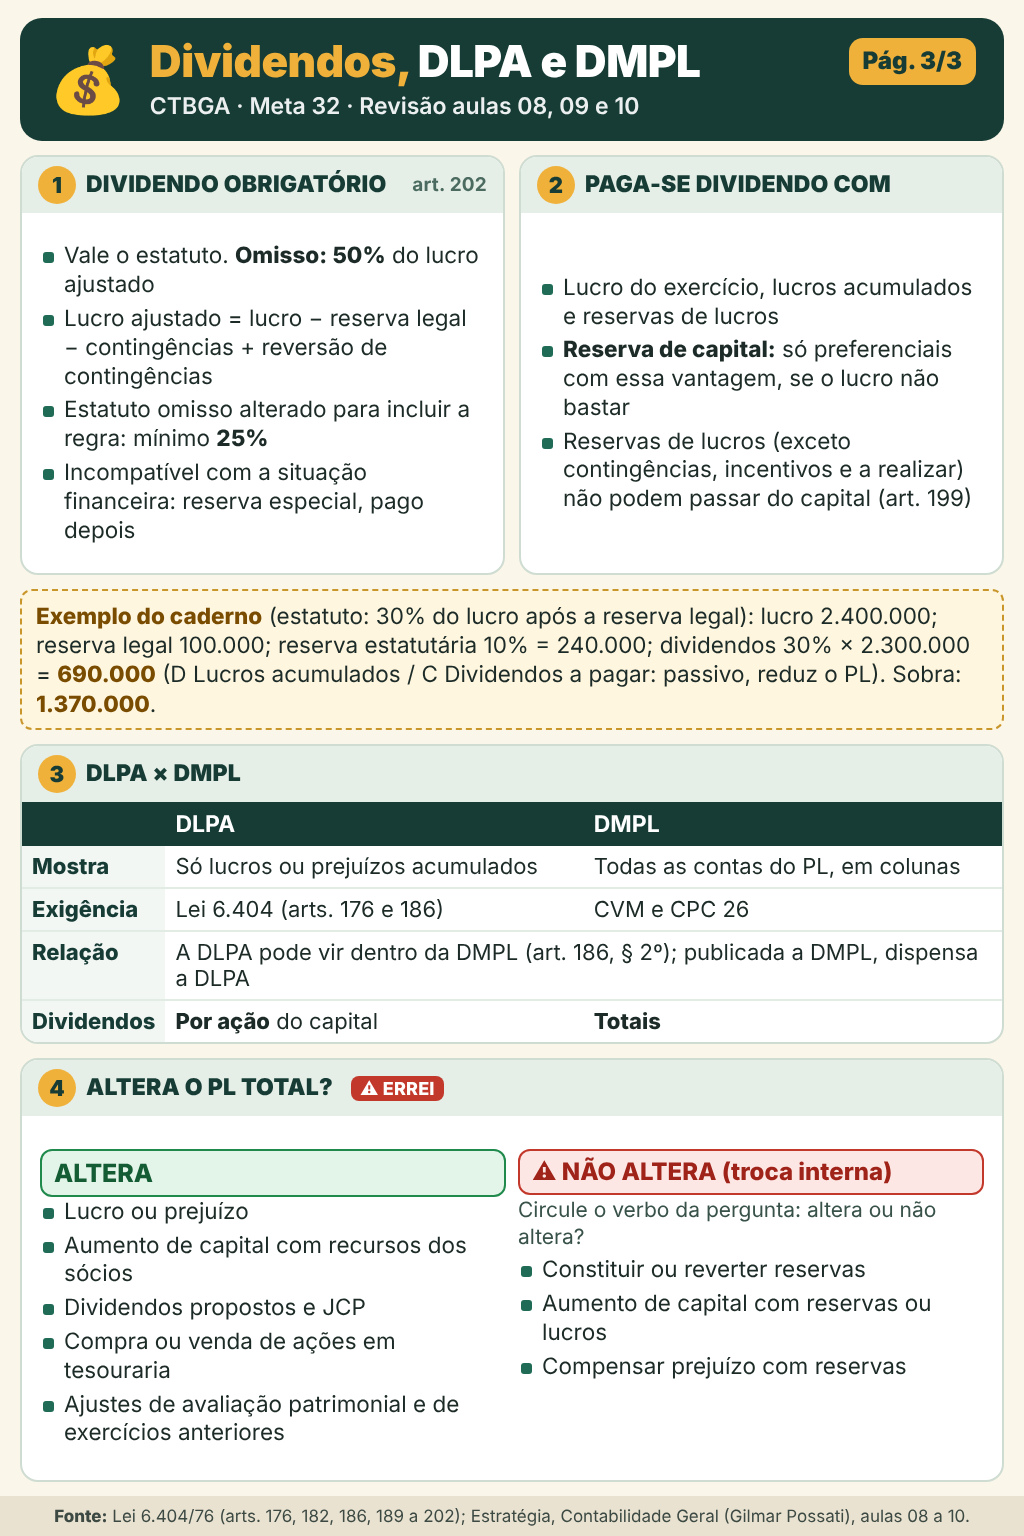 Dividendos, DLPA e DMPL
CTBGA · Meta 32 · Revisão aulas 08, 09 e 10
Pág. 3/3
1 DIVIDENDO OBRIGATÓRIO art. 202
Vale o estatuto. Omisso: 50% do lucro
ajustado
Lucro ajustado = lucro − reserva legal
− contingências + reversão de
contingências
Estatuto omisso alterado para incluir a
regra: mínimo 25%
Incompatível com a situação
financeira: reserva especial, pago
depois
2 PAGA-SE DIVIDENDO COM
Lucro do exercício, lucros acumulados
e reservas de lucros
Reserva de capital: só preferenciais
com essa vantagem, se o lucro não
bastar
Reservas de lucros (exceto
contingências, incentivos e a realizar)
não podem passar do capital (art. 199)
Exemplo do caderno (estatuto: 30% do lucro após a reserva legal): lucro 2.400.000;
reserva legal 100.000; reserva estatutária 10% = 240.000; dividendos 30% × 2.300.000
= 690.000 (D Lucros acumulados / C Dividendos a pagar: passivo, reduz o PL). Sobra:
1.370.000.
3 DLPA × DMPL
DLPA DMPL
Mostra Só lucros ou prejuízos acumulados Todas as contas do PL, em colunas
Exigência Lei 6.404 (arts. 176 e 186) CVM e CPC 26
Relação A DLPA pode vir dentro da DMPL (art. 186, § 2º); publicada a DMPL, dispensa
a DLPA
Dividendos Por ação do capital Totais
4 ALTERA O PL TOTAL? ⚠ ERREI
ALTERA
Lucro ou prejuízo
Aumento de capital com recursos dos
sócios
Dividendos propostos e JCP
Compra ou venda de ações em
tesouraria
Ajustes de avaliação patrimonial e de
exercícios anteriores
⚠ NÃO ALTERA (troca interna)
Circule o verbo da pergunta: altera ou não
altera?
Constituir ou reverter reservas
Aumento de capital com reservas ou
lucros
Compensar prejuízo com reservas
Fonte: Lei 6.404/76 (arts. 176, 182, 186, 189 a 202); Estratégia, Contabilidade Geral (Gilmar Possati), aulas 08 a 10.